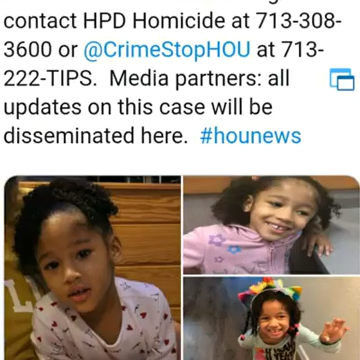 contact HPD Homicide at 713-308-
3600 or @CrimeStopHOU at 713-
222-TIPS. Media partners: all
updates on this case will be
disseminated here. #hounews